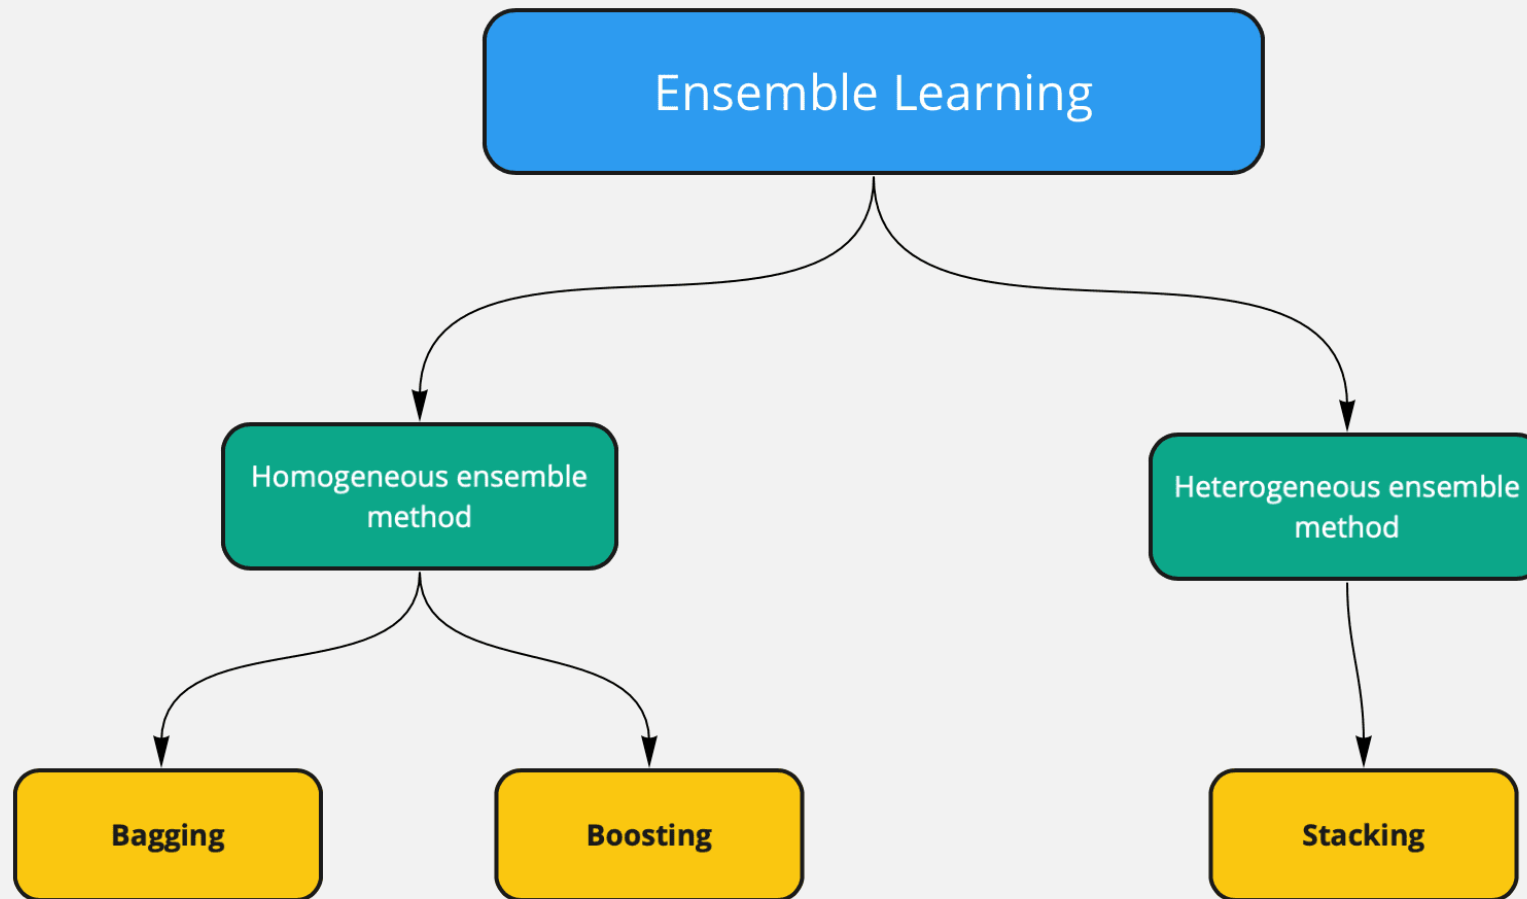 Ensemble Learning
Homogeneous ensemble
method
Heterogeneous ensemble
method
Bagging
Boosting
Stacking